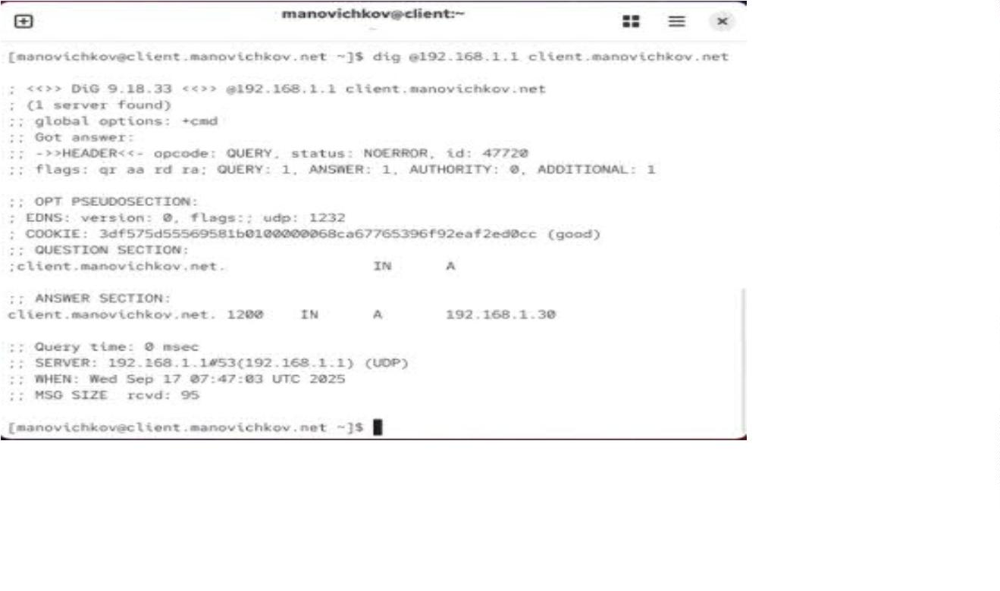 manovichkov@client:~
~
[manovichkov@client.manovichkov.net ~]$ dig @192.168.1.1 client.manovichkov.net
; <<>> DiG 9.18.33 <<>> @192.168.1.1 client.manovichkov.net
; (1 server found)
;; global options: +cmd
;; Got answer:
;; ->>HEADER<<- opcode: QUERY, status: NOERROR, id: 47720
;; flags: qr aa rd ra; QUERY: 1, ANSWER: 1, AUTHORITY: 0, ADDITIONAL: 1
;; OPT PSEUDOSECTION:
; EDNS: version: 0, flags:; udp: 1232
; COOKIE: 3df575d55569581b0100000068ca67765396f92eaf2ed0cc (good)
;; QUESTION SECTION:
;client.manovichkov.net. IN A
;; ANSWER SECTION:
client.manovichkov.net. 1200 IN A 192.168.1.30
;; Query time: 0 msec
;; SERVER: 192.168.1.1#53(192.168.1.1) (UDP)
;; WHEN: Wed Sep 17 07:47:03 UTC 2025
;; MSG SIZE rcvd: 95
[manovichkov@client.manovichkov.net ~]$